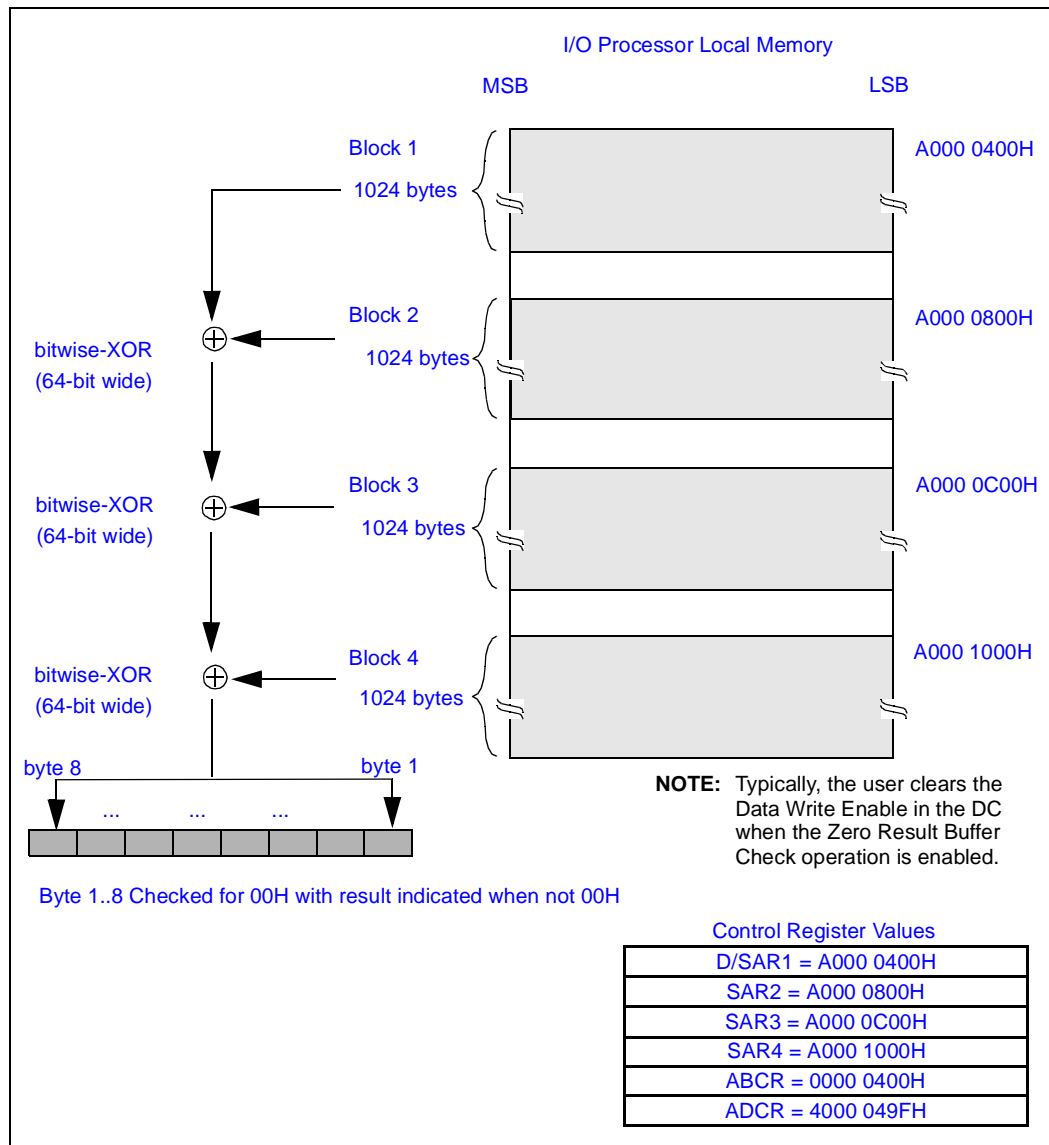 I/O Processor Local Memory
MSB
LSB
Block 1
A000 0400H
1024 bytes
Block 2
A000 0800H
bitwise-XOR
(64-bit wide)
1024 bytes
Block 3
A000 0C00H
bitwise-XOR
(64-bit wide)
1024 bytes
Block 4
A000 1000H
bitwise-XOR
(64-bit wide)
1024 bytes
byte 8
byte 1
... ... ...
NOTE: Typically, the user clears the
Data Write Enable in the DC
when the Zero Result Buffer
Check operation is enabled.
Byte 1..8 Checked for 00H with result indicated when not 00H
Control Register Values
D/SAR1 = A000 0400H
SAR2 = A000 0800H
SAR3 = A000 0C00H
SAR4 = A000 1000H
ABCR = 0000 0400H
ADCR = 4000 049FH